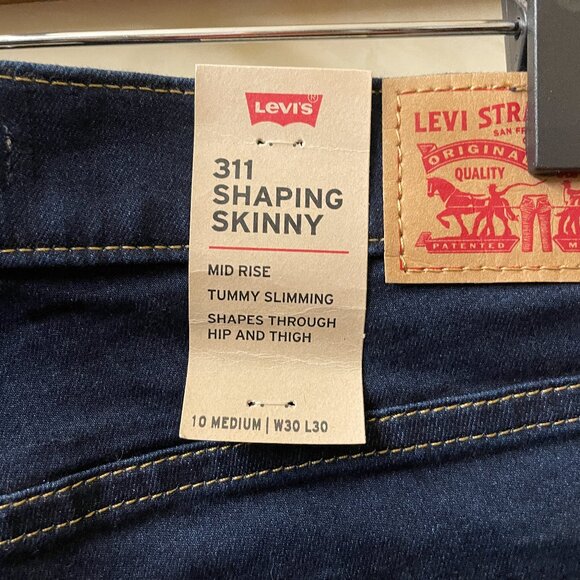 Levi's®
311
SHAPING
SKINNY
MID RISE
TUMMY SLIMMING
SHAPES THROUGH
HIP AND THIGH
10 MEDIUM | W30 L30
LEVI
ORIGINAL
QUALITY
PATENTED